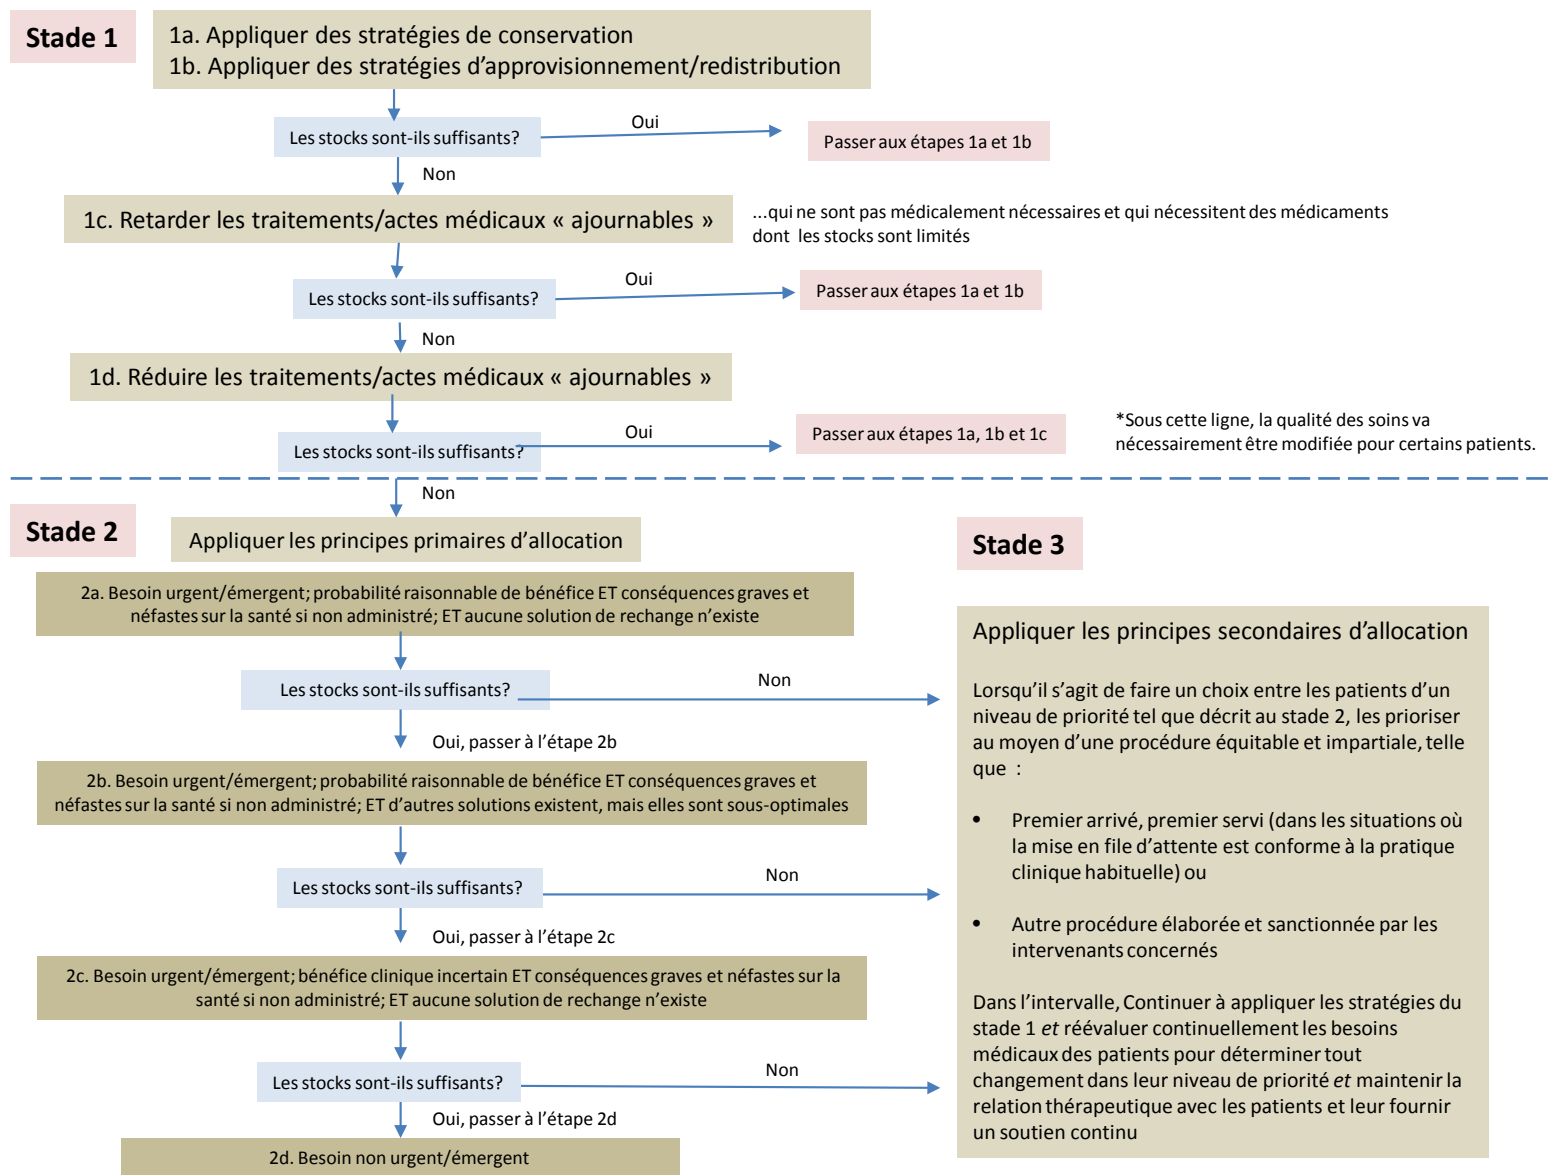 Stade 1
1a. Appliquer des stratégies de conservation
1b. Appliquer des stratégies d’approvisionnement/redistribution
Les stocks sont-ils suffisants?
Oui
Passer aux étapes 1a et 1b
Non
1c. Retarder les traitements/actes médicaux « ajournables »
...qui ne sont pas médicalement nécessaires et qui nécessitent des médicaments
dont les stocks sont limités
Les stocks sont-ils suffisants?
Oui
Passer aux étapes 1a et 1b
Non
1d. Réduire les traitements/actes médicaux « ajournables »
Les stocks sont-ils suffisants?
Oui
Passer aux étapes 1a, 1b et 1c
*Sous cette ligne, la qualité des soins va
nécessairement être modifiée pour certains patients.
Non
Stade 2
Appliquer les principes primaires d’allocation
2a. Besoin urgent/émergent; probabilité raisonnable de bénéfice ET conséquences graves et
néfastes sur la santé si non administré; ET aucune solution de rechange n’existe
Les stocks sont-ils suffisants?
Non
Oui, passer à l’étape 2b
2b. Besoin urgent/émergent; probabilité raisonnable de bénéfice ET conséquences graves et
néfastes sur la santé si non administré; ET d’autres solutions existent, mais elles sont sous-optimales
Les stocks sont-ils suffisants?
Non
Oui, passer à l’étape 2c
2c. Besoin urgent/émergent; bénéfice clinique incertain ET conséquences graves et néfastes sur la
santé si non administré; ET aucune solution de rechange n’existe
Les stocks sont-ils suffisants?
Non
Oui, passer à l’étape 2d
2d. Besoin non urgent/émergent
Stade 3
Appliquer les principes secondaires d’allocation
Lorsqu’il s’agit de faire un choix entre les patients d’un
niveau de priorité tel que décrit au stade 2, les prioriser
au moyen d’une procédure équitable et impartiale, telle
que :
• Premier arrivé, premier servi (dans les situations où
la mise en file d’attente est conforme à la pratique
clinique habituelle) ou
• Autre procédure élaborée et sanctionnée par les
intervenants concernés
Dans l’intervalle, Continuer à appliquer les stratégies du
stade 1 et réévaluer continuellement les besoins
médicaux des patients pour déterminer tout
changement dans leur niveau de priorité et maintenir la
relation thérapeutique avec les patients et leur fournir
un soutien continu